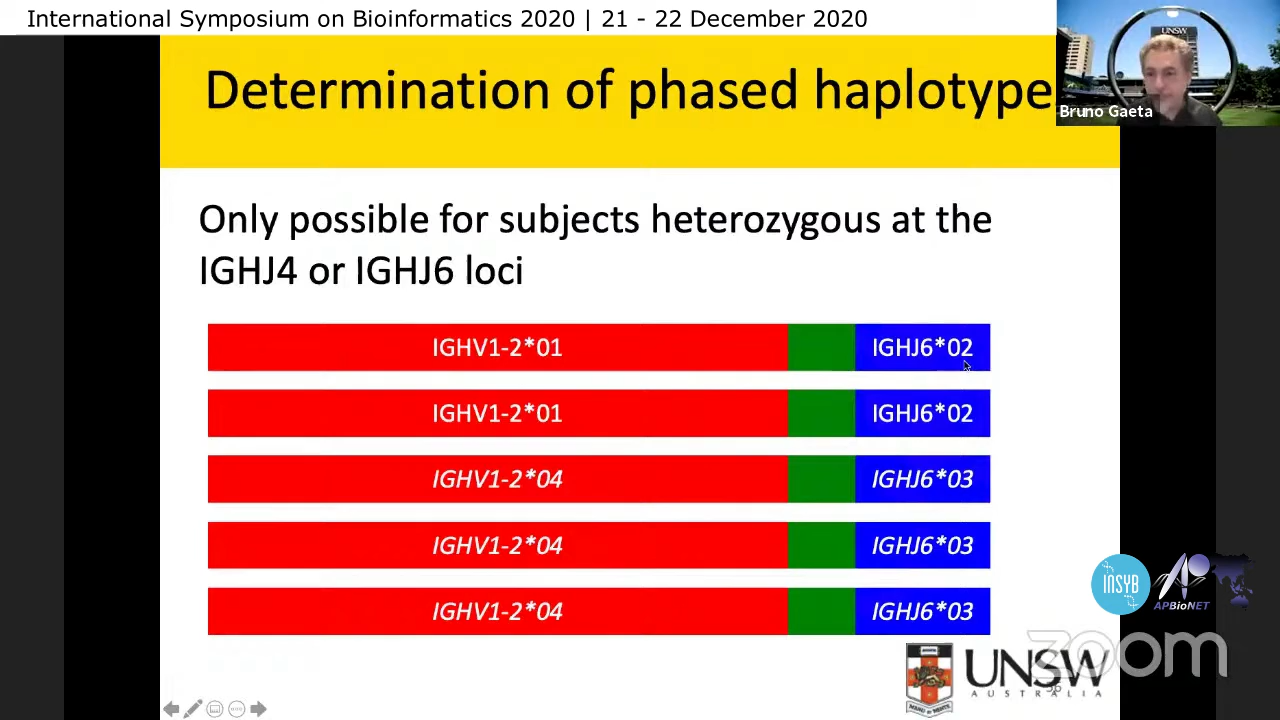 International Symposium on Bioinformatics 2020 | 21 - 22 December 2020
UNSW
Bruno Gaeta
Determination of phased haplotype
Only possible for subjects heterozygous at the
IGHJ4 or IGHJ6 loci
IGHV1-2*01 IGHJ6*02
IGHV1-2*01 IGHJ6*02
IGHV1-2*04 IGHJ6*03
IGHV1-2*04 IGHJ6*03
IGHV1-2*04 IGHJ6*03
INSYB
APBioNET
zoom
UNSW
AUSTRALIA